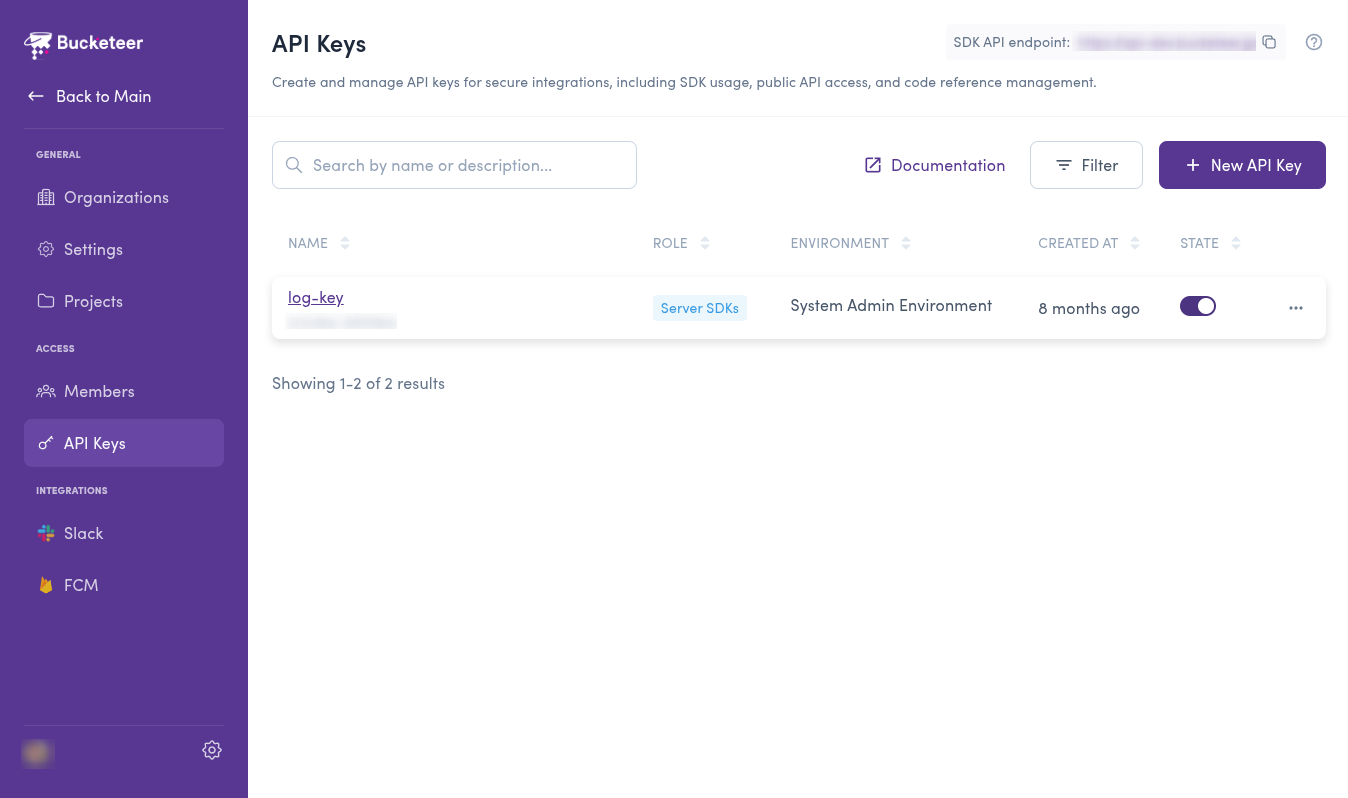 Bucketeer
Back to Main
GENERAL
Organizations
Settings
Projects
ACCESS
Members
API Keys
INTEGRATIONS
Slack
FCM
API Keys
SDK API endpoint:
Create and manage API keys for secure integrations, including SDK usage, public API access, and code reference management.
Search by name or description...
Documentation
Filter
New API Key
NAME ROLE ENVIRONMENT CREATED AT STATE
log-key Server SDKs System Admin Environment 8 months ago
Showing 1-2 of 2 results